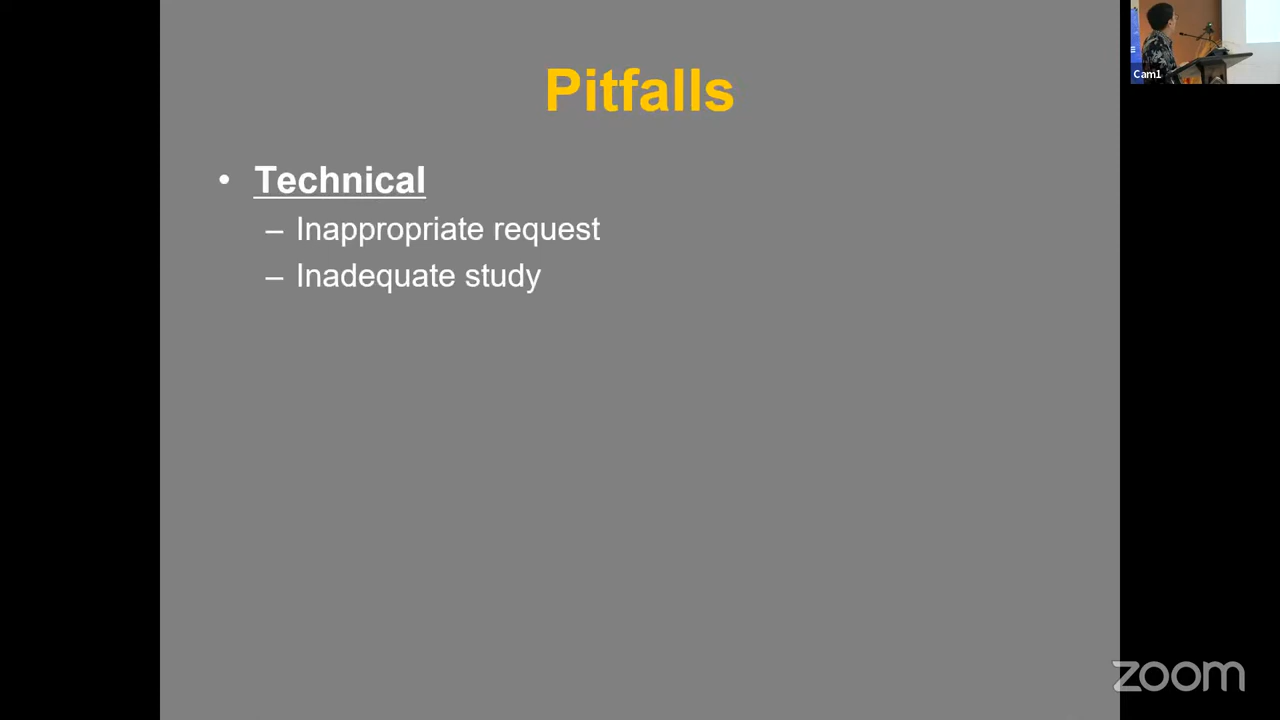 Pitfalls
• Technical
– Inappropriate request
– Inadequate study
Cam1
zoom